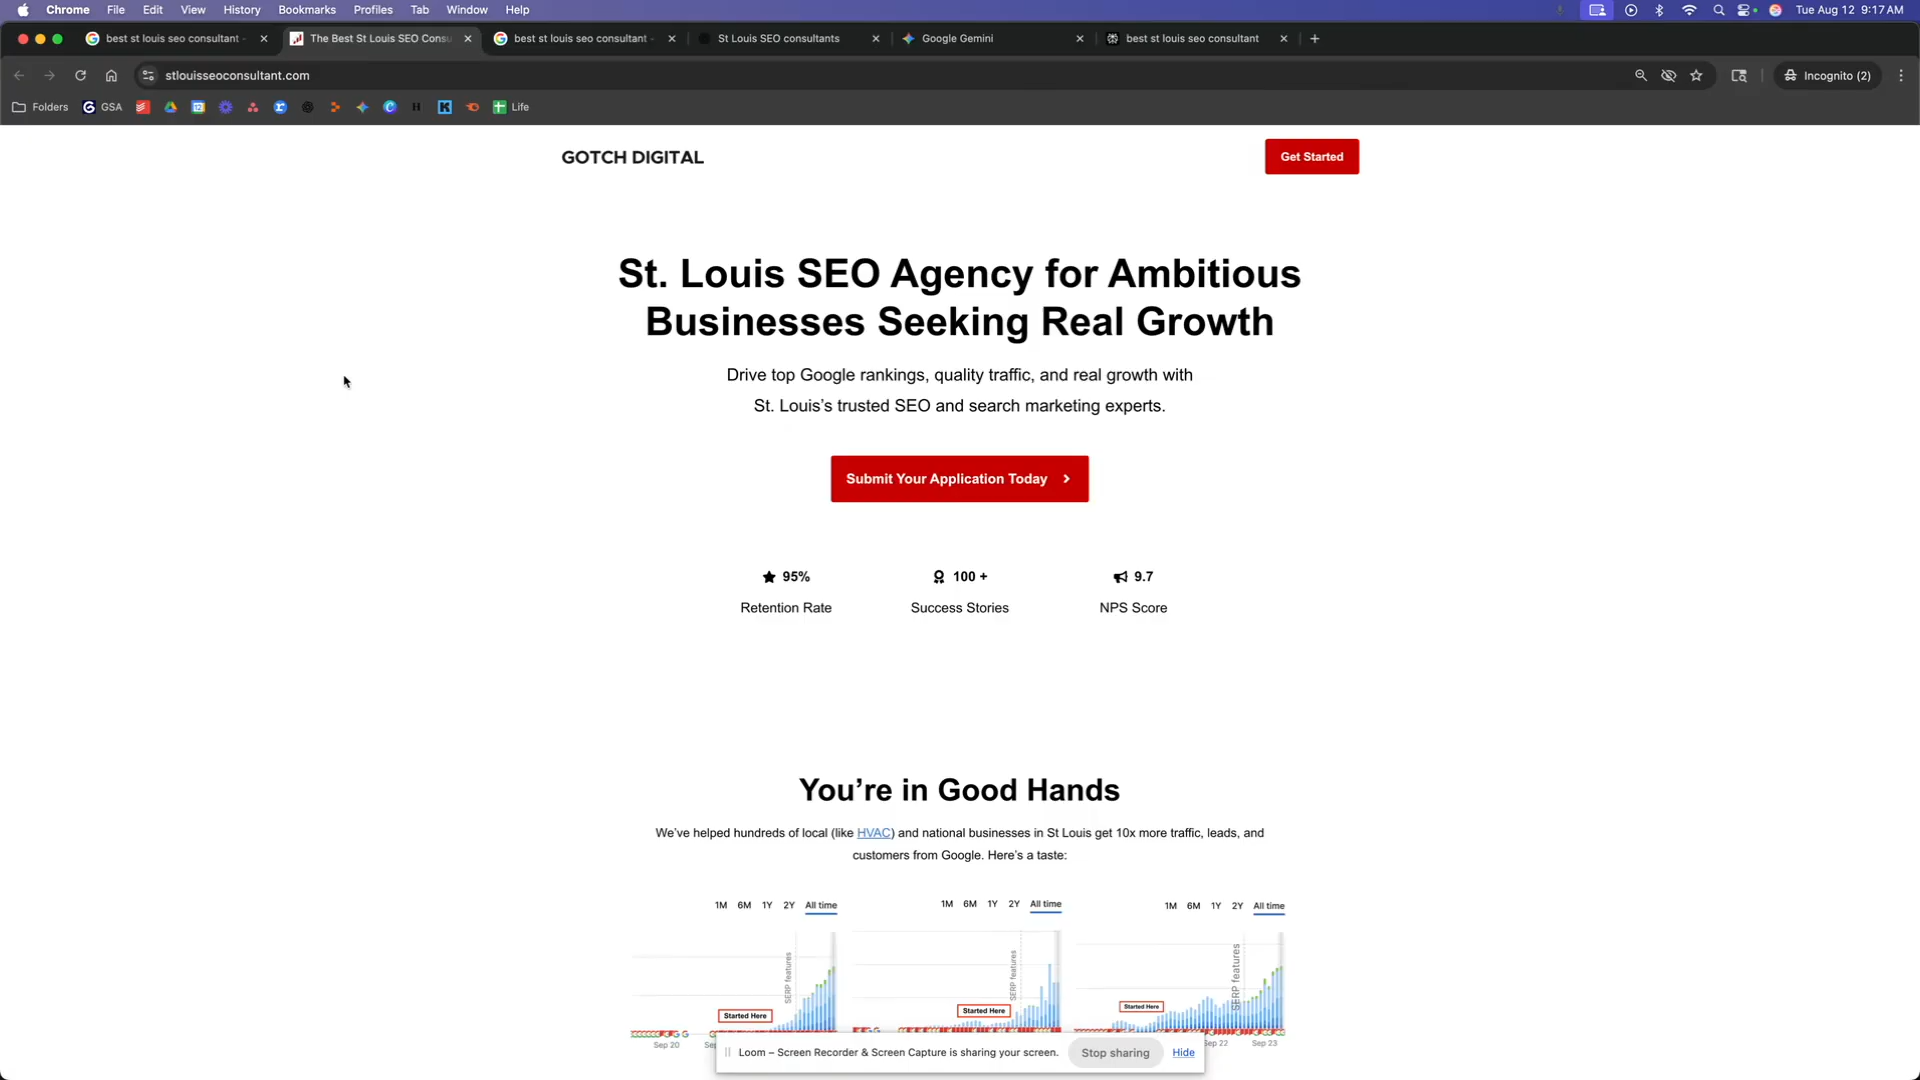 Chrome File Edit View History Bookmarks Profiles Tab Window Help
Tue Aug 12 9:17 AM
best st louis seo consultant -
The Best St Louis SEO Consu
best st louis seo consultant -
St Louis SEO consultants
Google Gemini
best st louis seo consultant
stlouisseoconsultant.com
Incognito (2)
Folders GSA Life
GOTCH DIGITAL
Get Started
St. Louis SEO Agency for Ambitious
Businesses Seeking Real Growth
Drive top Google rankings, quality traffic, and real growth with
St. Louis’s trusted SEO and search marketing experts.
Submit Your Application Today
95% 100 + 9.7
Retention Rate Success Stories NPS Score
You’re in Good Hands
We’ve helped hundreds of local (like HVAC) and national businesses in St Louis get 10x more traffic, leads, and
customers from Google. Here’s a taste:
1M 6M 1Y 2Y All time
1M 6M 1Y 2Y All time
1M 6M 1Y 2Y All time
SERP features
SERP features
SERP features
Started Here
Started Here
Started Here
Sep 20
Sep 23
Loom – Screen Recorder & Screen Capture is sharing your screen.
Stop sharing
Hide